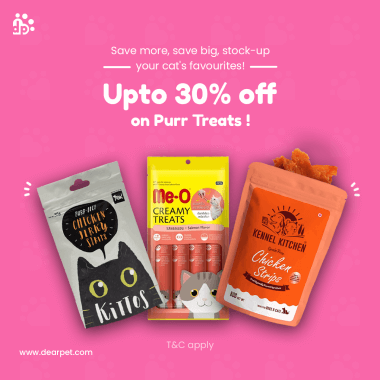 Save more, save big, stock-up
your cat's favourites!
Upto 30% off
on Purr Treats !
CHICKEN
JERKY
STRIPS
KITTOS
Me-O
CREAMY
TREATS
KENNEL KITCHEN
Chicken
Strips
T&C apply
www.dearpet.com